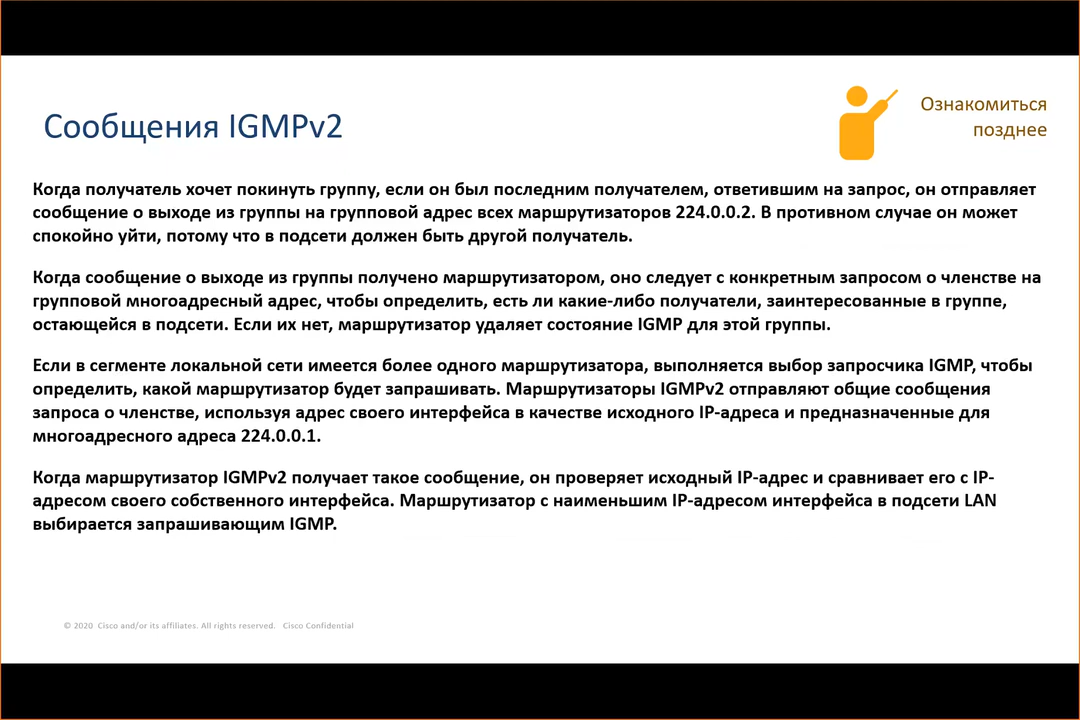 Сообщения IGMPv2
Ознакомиться
позднее
Когда получатель хочет покинуть группу, если он был последним получателем, ответившим на запрос, он отправляет
сообщение о выходе из группы на групповой адрес всех маршрутизаторов 224.0.0.2. В противном случае он может
спокойно уйти, потому что в подсети должен быть другой получатель.
Когда сообщение о выходе из группы получено маршрутизатором, оно следует с конкретным запросом о членстве на
групповой многоадресный адрес, чтобы определить, есть ли какие-либо получатели, заинтересованные в группе,
остающейся в подсети. Если их нет, маршрутизатор удаляет состояние IGMP для этой группы.
Если в сегменте локальной сети имеется более одного маршрутизатора, выполняется выбор запросчика IGMP, чтобы
определить, какой маршрутизатор будет запрашивать. Маршрутизаторы IGMPv2 отправляют общие сообщения
запроса о членстве, используя адрес своего интерфейса в качестве исходного IP-адреса и предназначенные для
многоадресного адреса 224.0.0.1.
Когда маршрутизатор IGMPv2 получает такое сообщение, он проверяет исходный IP-адрес и сравнивает его с IP-
адресом своего собственного интерфейса. Маршрутизатор с наименьшим IP-адресом интерфейса в подсети LAN
выбирается запрашивающим IGMP.
© 2020 Cisco and/or its affiliates. All rights reserved. Cisco Confidential